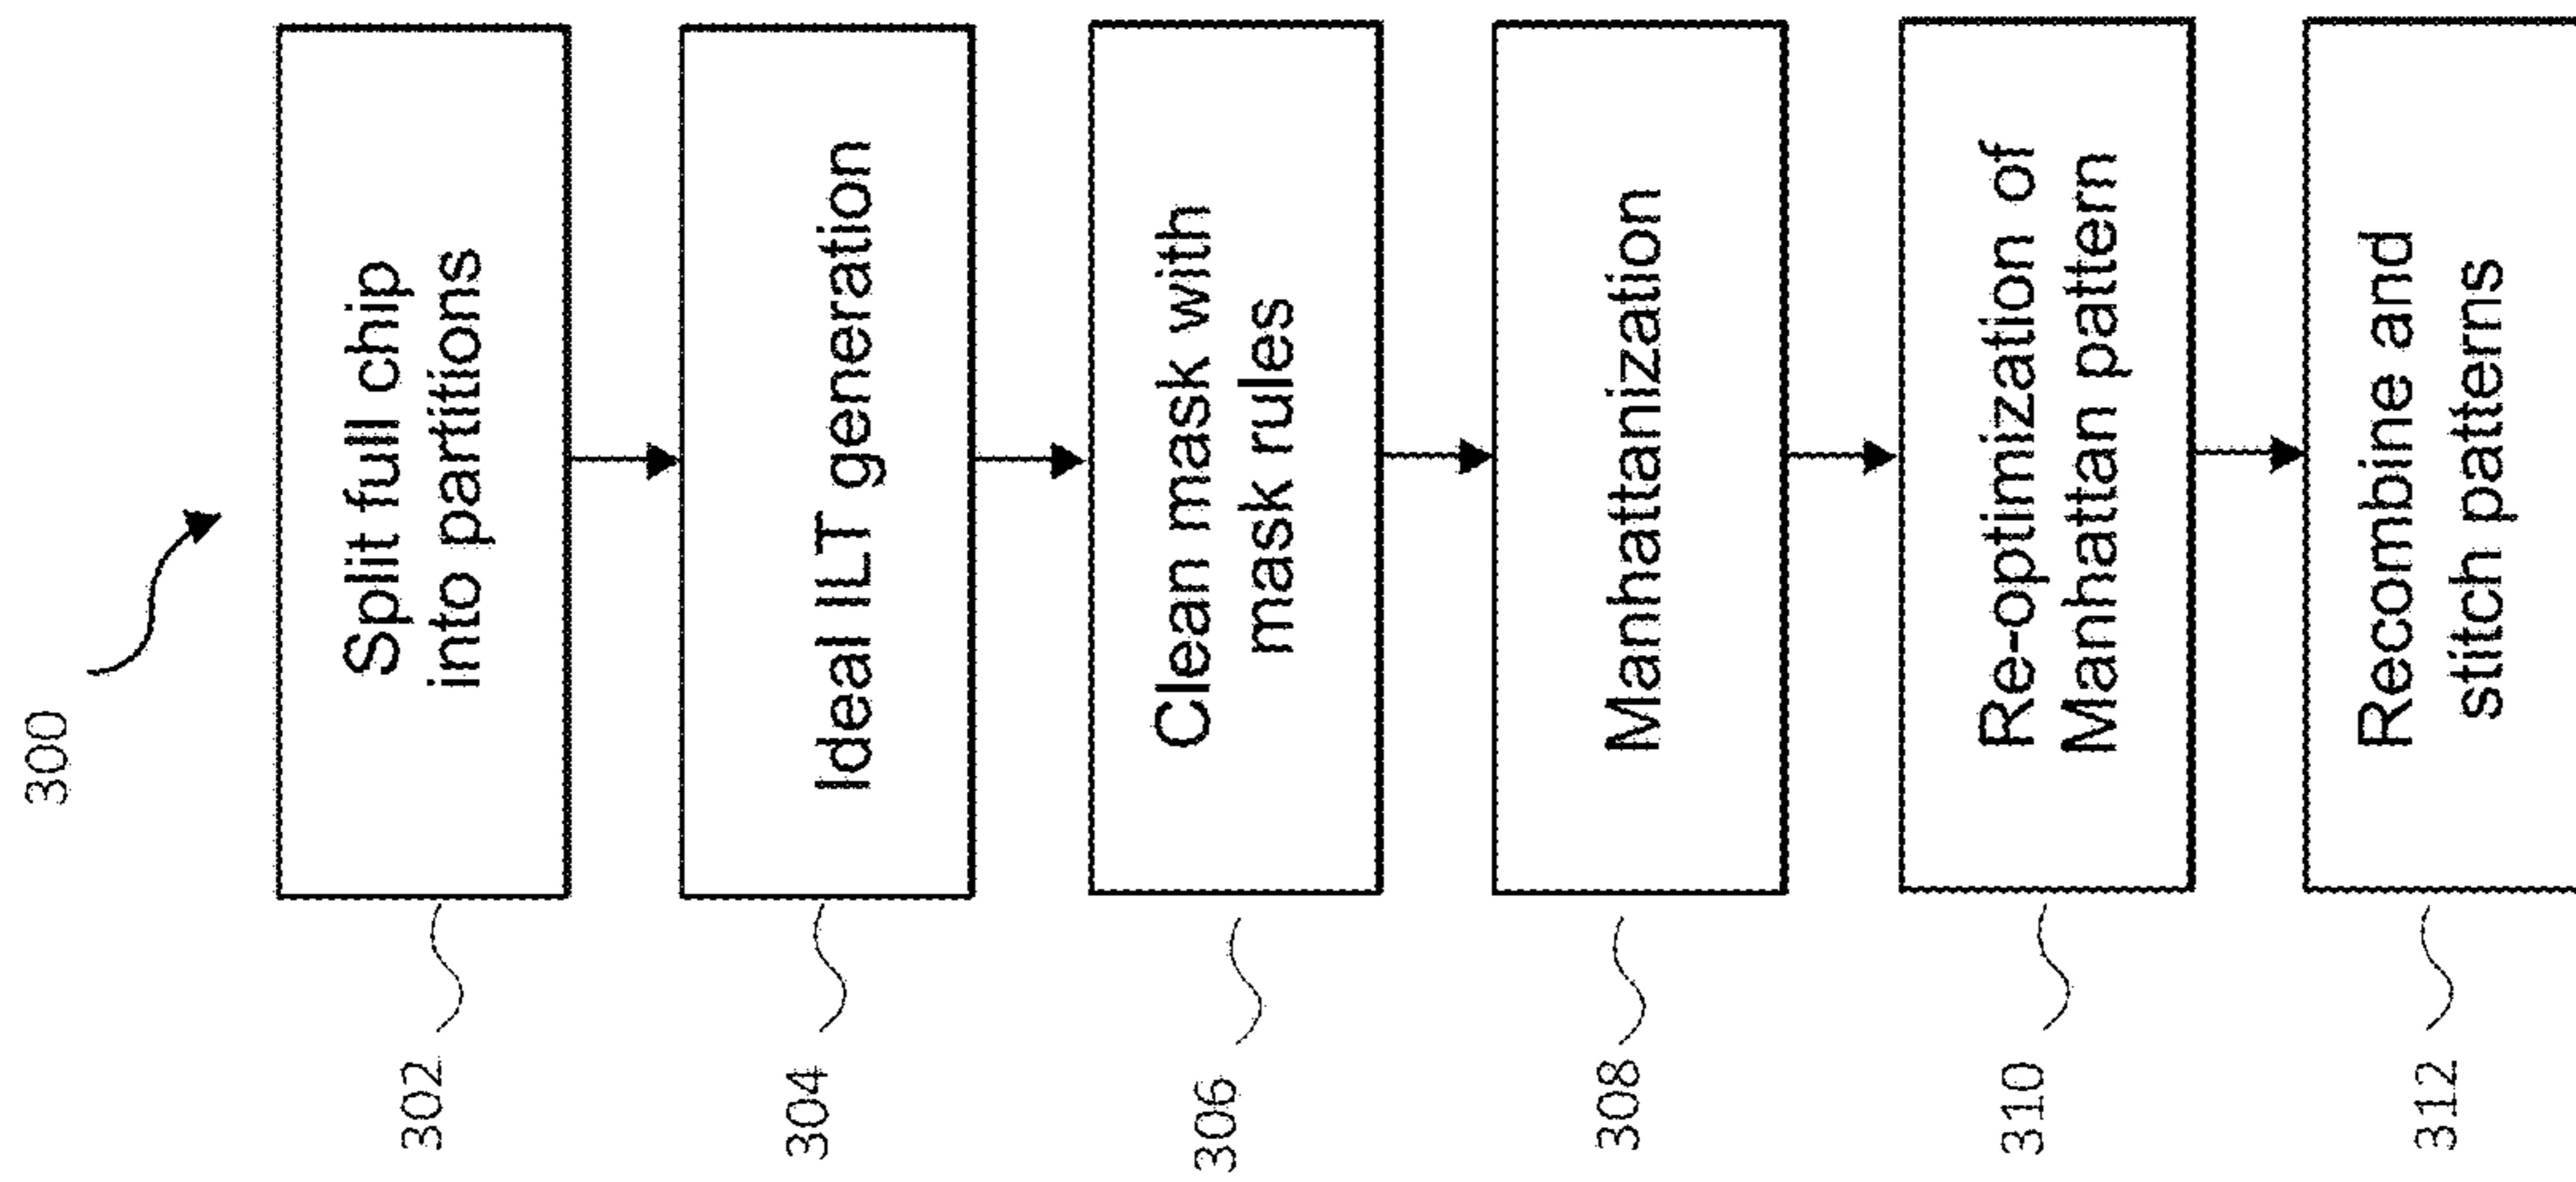 300
302
Split full chip
into partitions
304
Ideal ILT generation
306
Clean mask with
mask rules
308
Manhattanization
310
Re-optimization of
Manhattan pattern
312
Recombine and
stitch patterns